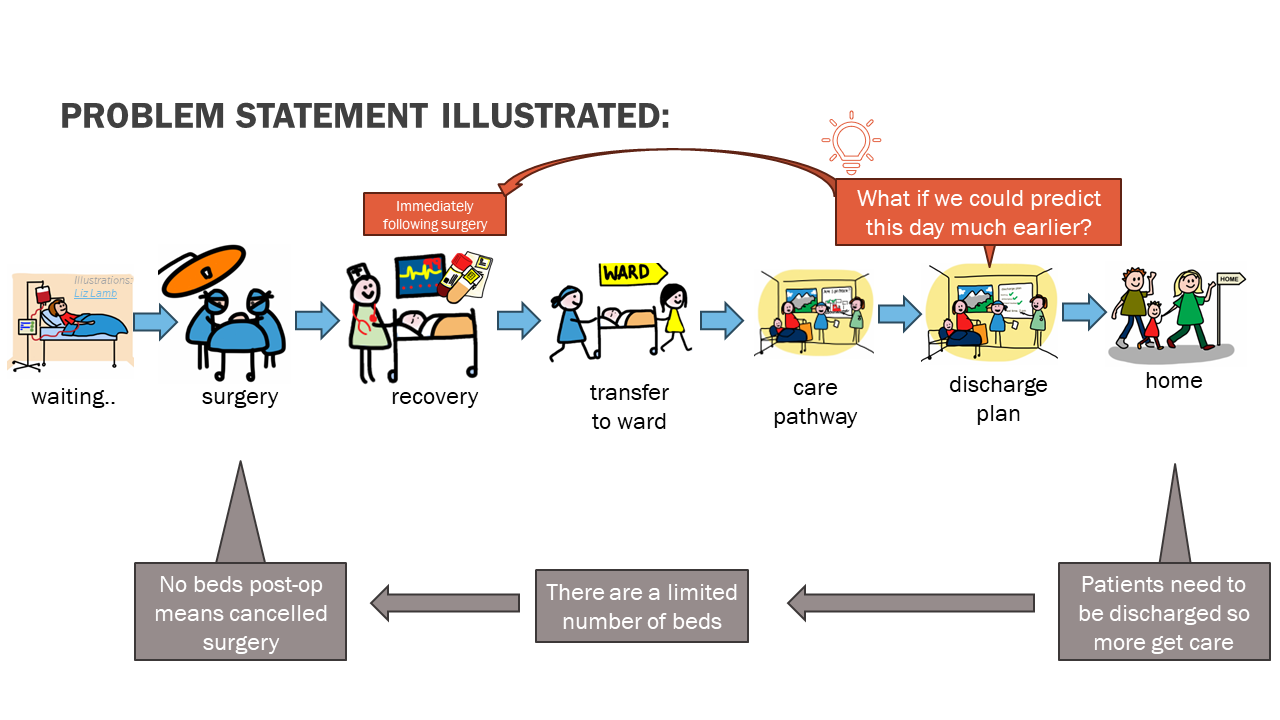 PROBLEM STATEMENT ILLUSTRATED:
Immediately
following surgery
What if we could predict
this day much earlier?
Illustrations:
Liz Lamb
WARD
HOME
waiting..
surgery
recovery
transfer
to ward
care
pathway
discharge
plan
home
No beds post-op
means cancelled
surgery
There are a limited
number of beds
Patients need to
be discharged so
more get care